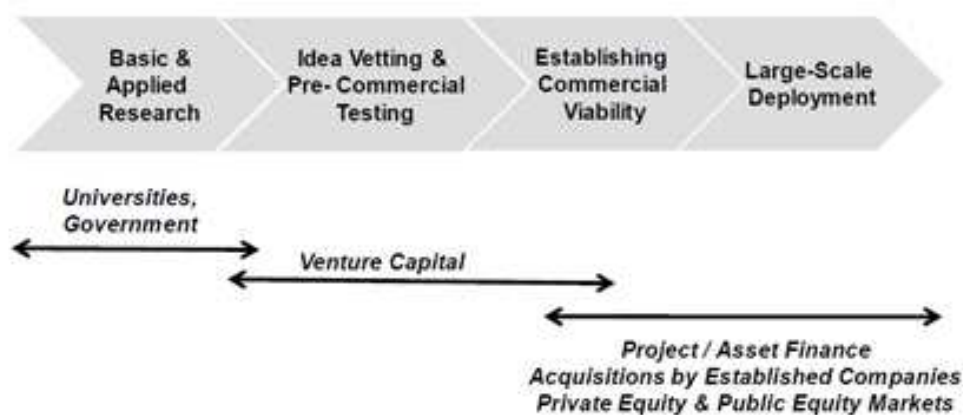 Basic &
Applied
Research
Idea Vetting &
Pre- Commercial
Testing
Establishing
Commercial
Viability
Large-Scale
Deployment
Universities,
Government
Venture Capital
Project / Asset Finance
Acquisitions by Established Companies
Private Equity & Public Equity Markets